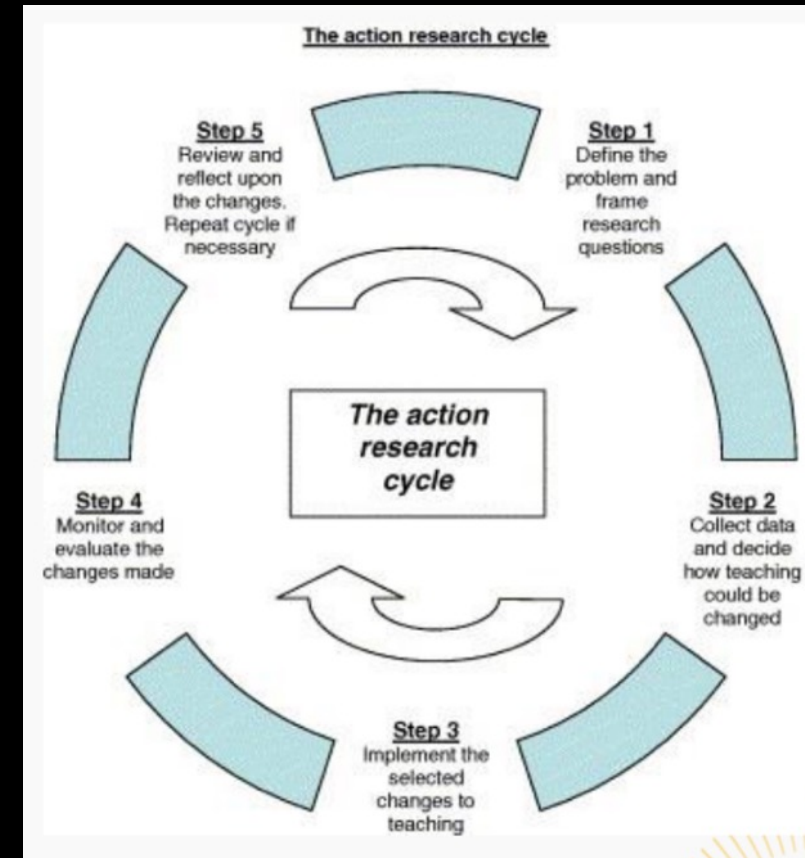 The action research cycle
Step 1
Define the
problem and
frame
research
questions
Step 2
Collect data
and decide
how teaching
could be
changed
Step 3
Implement the
selected
changes to
teaching
Step 4
Monitor and
evaluate the
changes made
Step 5
Review and
reflect upon
the changes.
Repeat cycle if
necessary
The action
research
cycle